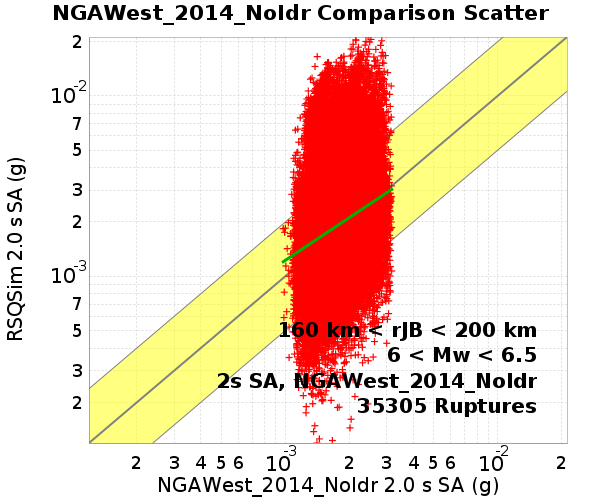 NGAWest_2014_NoIdr Comparison Scatter
2
10-2
7
5
3
2
10-3
7
5
3
2
RSQSim 2.0 s SA (g)
160 km < rJB < 200 km
6 < Mw < 6.5
2s SA, NGAWest_2014_NoIdr
35305 Ruptures
2 3 4 5 6 10-3 2 3 4 5 6 10-2 2
NGAWest_2014_NoIdr 2.0 s SA (g)